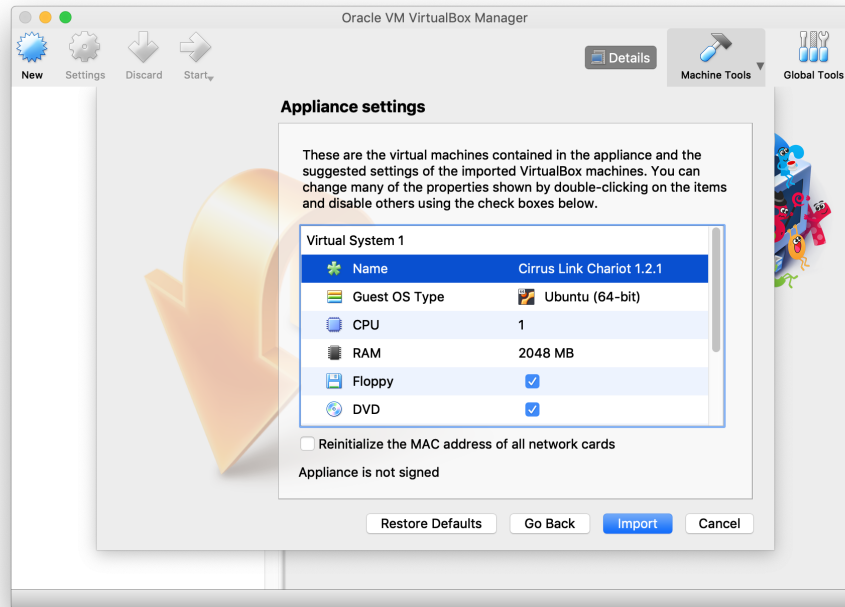 Oracle VM VirtualBox Manager
New
Settings
Discard
Start
Details
Machine Tools
Global Tools
Appliance settings
These are the virtual machines contained in the appliance and the
suggested settings of the imported VirtualBox machines. You can
change many of the properties shown by double-clicking on the items
and disable others using the check boxes below.
Virtual System 1
Name Cirrus Link Chariot 1.2.1
Guest OS Type Ubuntu (64-bit)
CPU 1
RAM 2048 MB
Floppy
DVD
Reinitialize the MAC address of all network cards
Appliance is not signed
Restore Defaults
Go Back
Import
Cancel